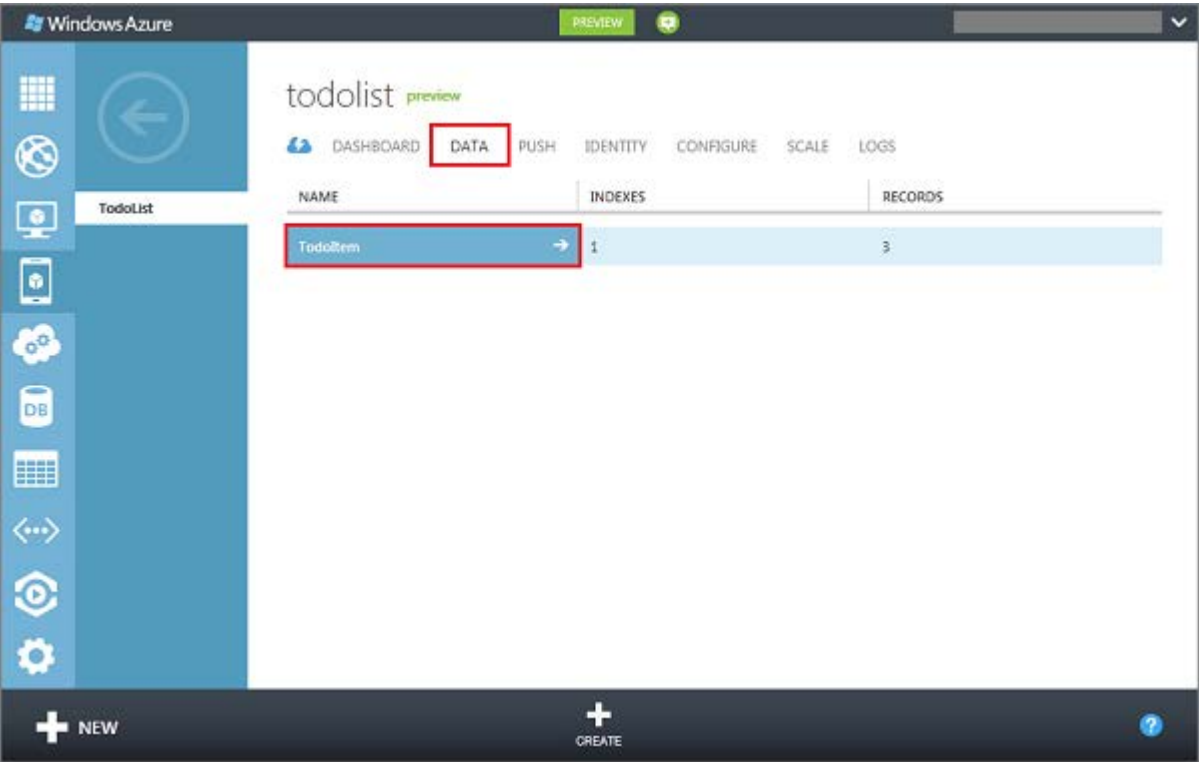 Windows Azure PREVIEW
todolist preview
DASHBOARD DATA PUSH IDENTITY CONFIGURE SCALE LOGS
TodoList
NAME INDEXES RECORDS
TodoItem 1 3
DB
NEW CREATE ?